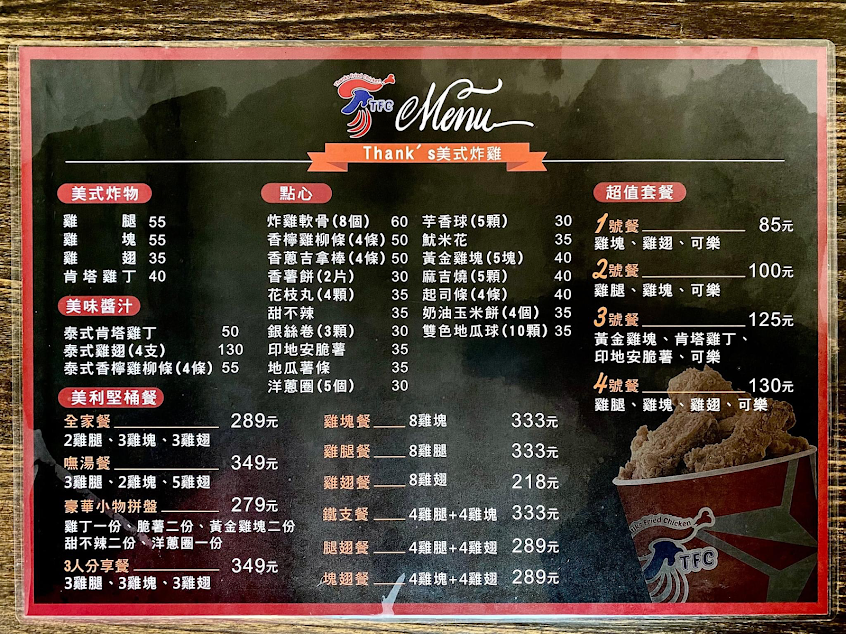 TFC
Menu
Thank's美式炸雞
美式炸物
雞腿 55
雞塊 55
雞翅 35
肯塔雞丁 40
美味醬汁
泰式肯塔雞丁 50
泰式雞翅(4支) 130
泰式香檸雞柳條(4條) 55
點心
炸雞軟骨(8個) 60
香檸雞柳條(4條) 50
香蔥吉拿棒(4條) 50
香薯餅(2片) 30
花枝丸(4顆) 35
甜不辣 35
銀絲卷(3顆) 30
印地安脆薯 35
地瓜薯條 35
洋蔥圈(5個) 30
芋香球(5顆) 30
魷米花 35
黃金雞塊(5塊) 40
麻吉燒(5顆) 40
起司條(4條) 40
奶油玉米餅(4個) 35
雙色地瓜球(10顆) 35
超值套餐
1號餐 85元
雞塊、雞翅、可樂
2號餐 100元
雞腿、雞塊、可樂
3號餐 125元
黃金雞塊、肯塔雞丁、
印地安脆薯、可樂
4號餐 130元
雞腿、雞塊、雞翅、可樂
美利堅桶餐
全家餐 289元
2雞腿、3雞塊、3雞翅
嘸湯餐 349元
3雞腿、2雞塊、5雞翅
豪華小物拼盤 279元
雞丁一份、脆薯二份、黃金雞塊二份
甜不辣二份、洋蔥圈一份
3人分享餐 349元
3雞腿、3雞塊、3雞翅
雞塊餐 8雞塊 333元
雞腿餐 8雞腿 333元
雞翅餐 8雞翅 218元
鐵支餐 4雞腿+4雞塊 333元
腿翅餐 4雞腿+4雞翅 289元
塊翅餐 4雞塊+4雞翅 289元
Fried Chicken
TFC